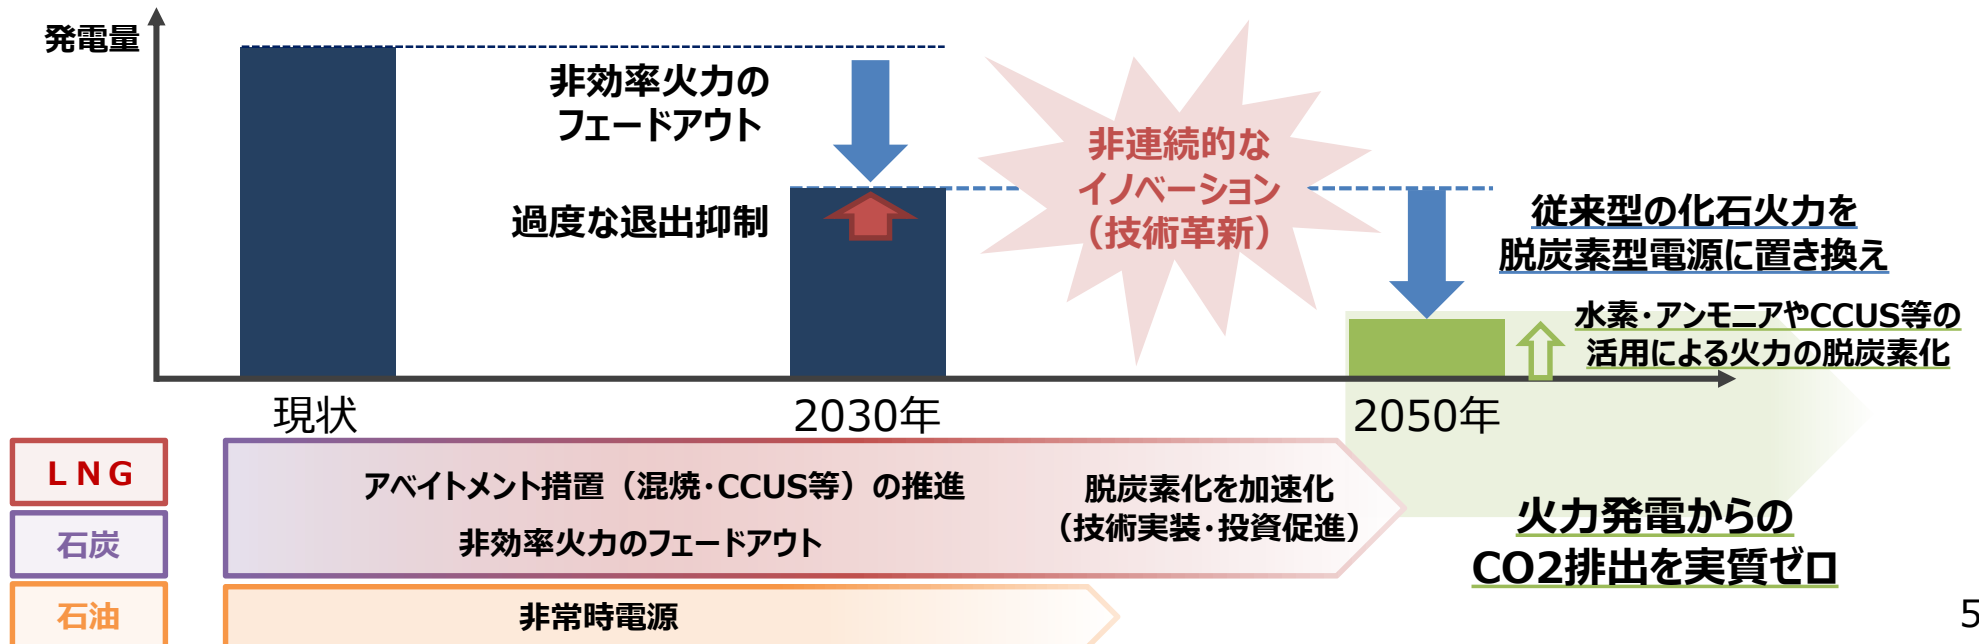 発電量
非効率火力の
フェードアウト
過度な退出抑制
非連続的な
イノベーション
（技術革新）
従来型の化石火力を
脱炭素型電源に置き換え
水素・アンモニアやCCUS等の
活用による火力の脱炭素化
現状
2030年
2050年
ＬＮＧ
石炭
石油
アベイトメント措置（混焼・CCUS等）の推進
非効率火力のフェードアウト
脱炭素化を加速化
（技術実装・投資促進）
火力発電からの
CO2排出を実質ゼロ
非常時電源
5